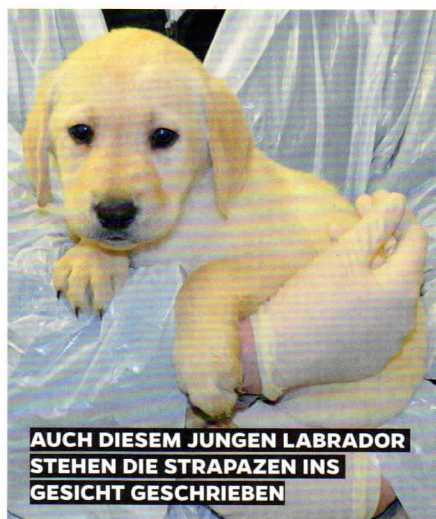 AUCH DIESEM JUNGEN LABRADOR
STEHEN DIE STRAPAZEN INS
GESICHT GESCHRIEBEN